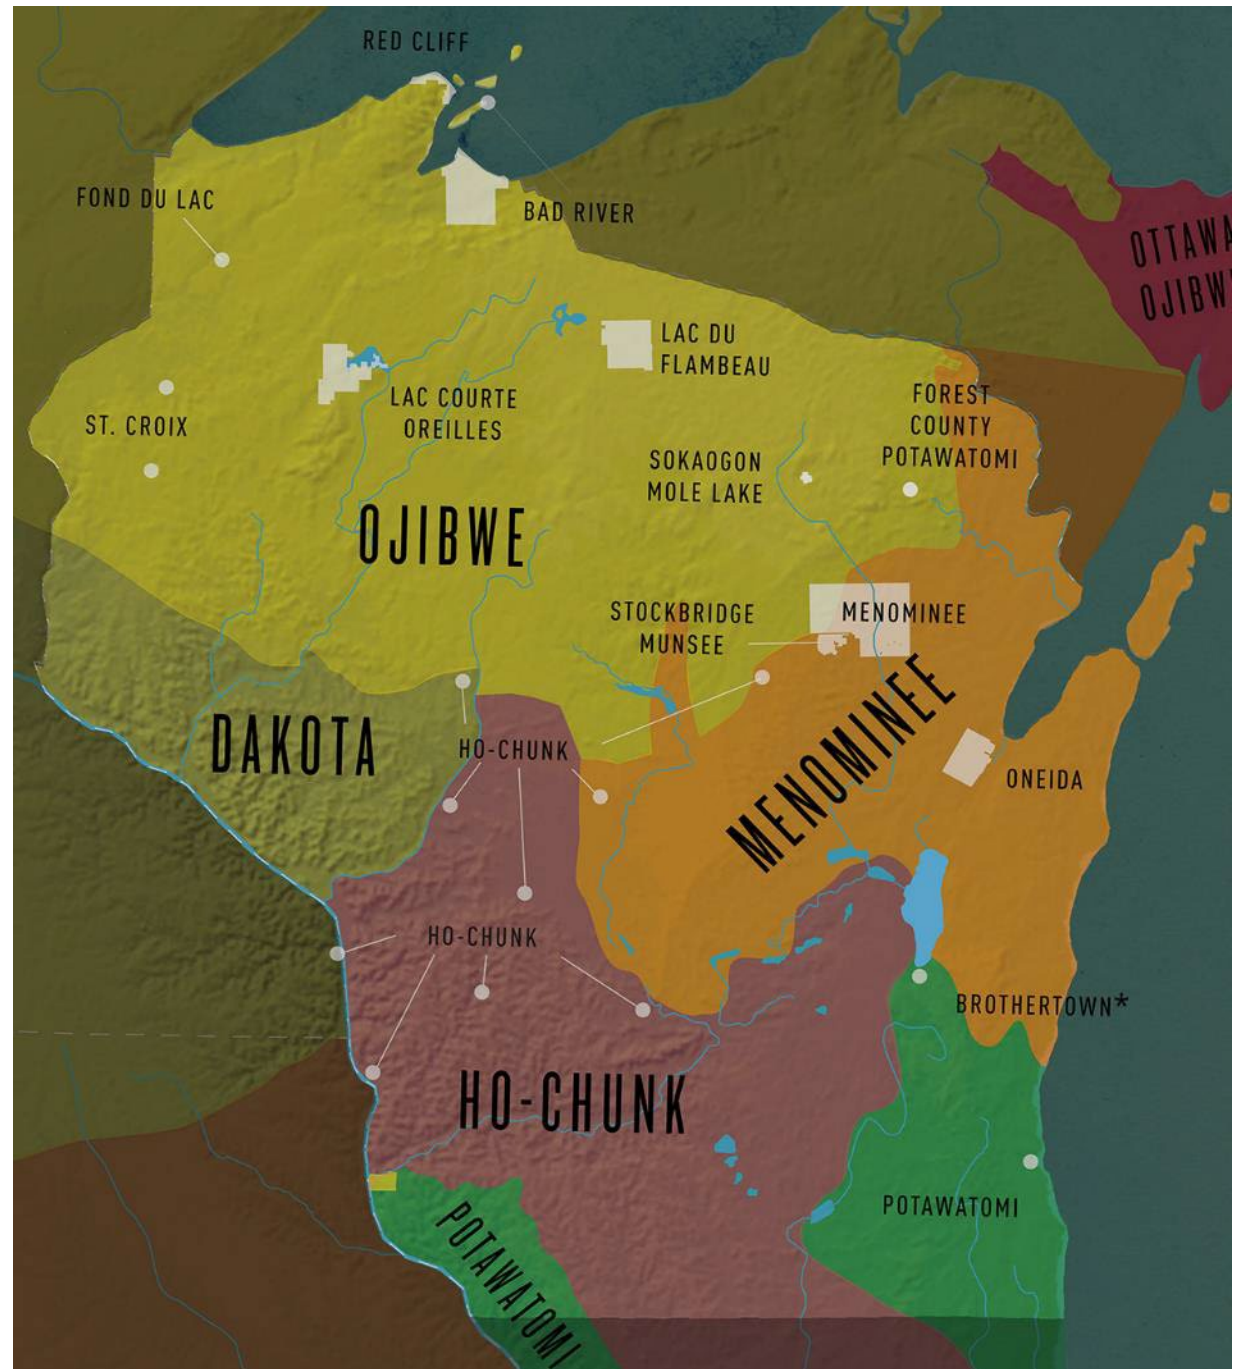 RED CLIFF
FOND DU LAC
BAD RIVER
OTTAWA
OJIBW
LAC DU
FLAMBEAU
LAC COURTE
OREILLES
FOREST
COUNTY
POTAWATOMI
ST. CROIX
SOKAOGON
MOLE LAKE
OJIBWE
STOCKBRIDGE
MUNSEE
MENOMINEE
DAKOTA
HO-CHUNK
MENOMINEE
ONEIDA
HO-CHUNK
BROTHERTOWN*
HO-CHUNK
POTAWATOMI
POTAWATOMI